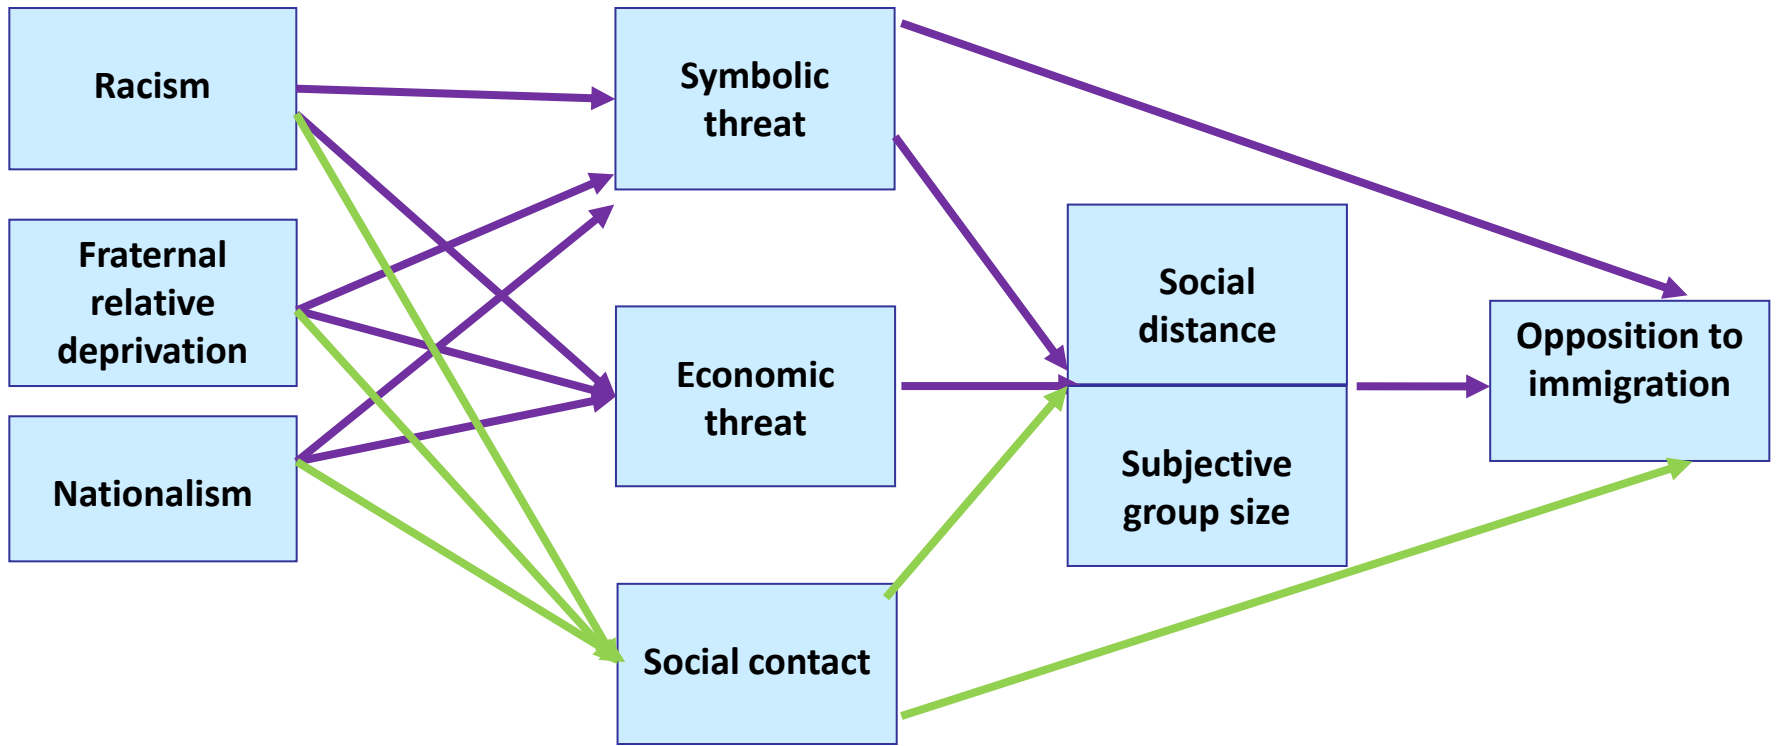 Racism
Fraternal
relative
deprivation
Nationalism
Symbolic
threat
Economic
threat
Social contact
Social
distance
Subjective
group size
Opposition to
immigration